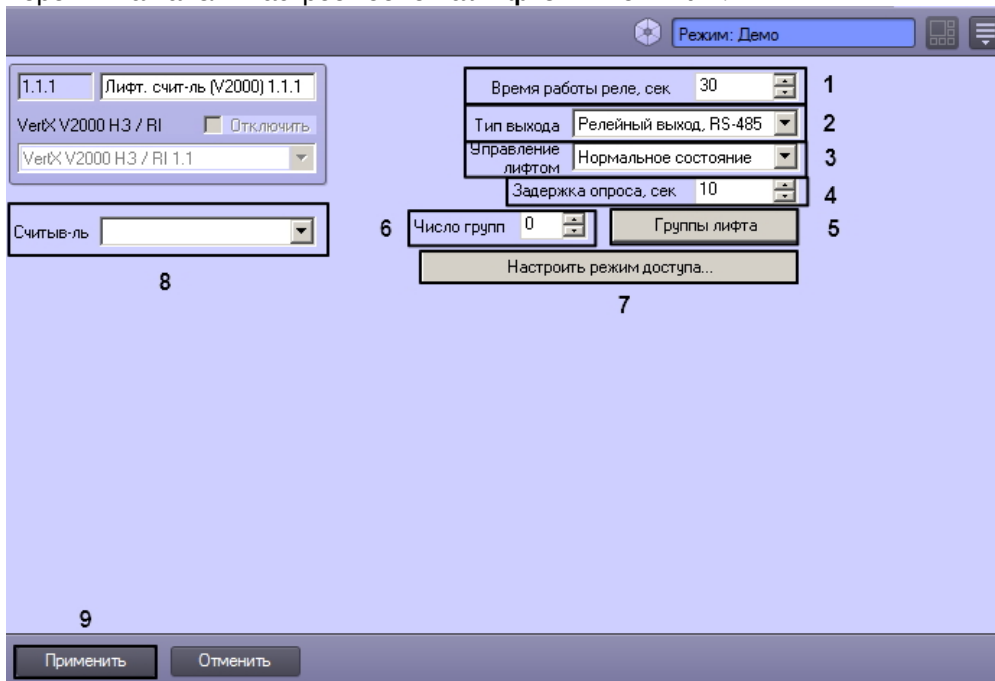 Режим: Демо
1.1.1 Лифт. счит-ль (V2000) 1.1.1
VertX V2000 НЗ / RI Отключить
VertX V2000 НЗ / RI 1.1
Время работы реле, сек 30 1
Тип выхода Релейный выход, RS-485 2
Управление лифтом Нормальное состояние 3
Задержка опроса, сек 10 4
6 Число групп 0 Группы лифта 5
Считыв-ль
8
Настроить режим доступа...
7
9
Применить Отменить